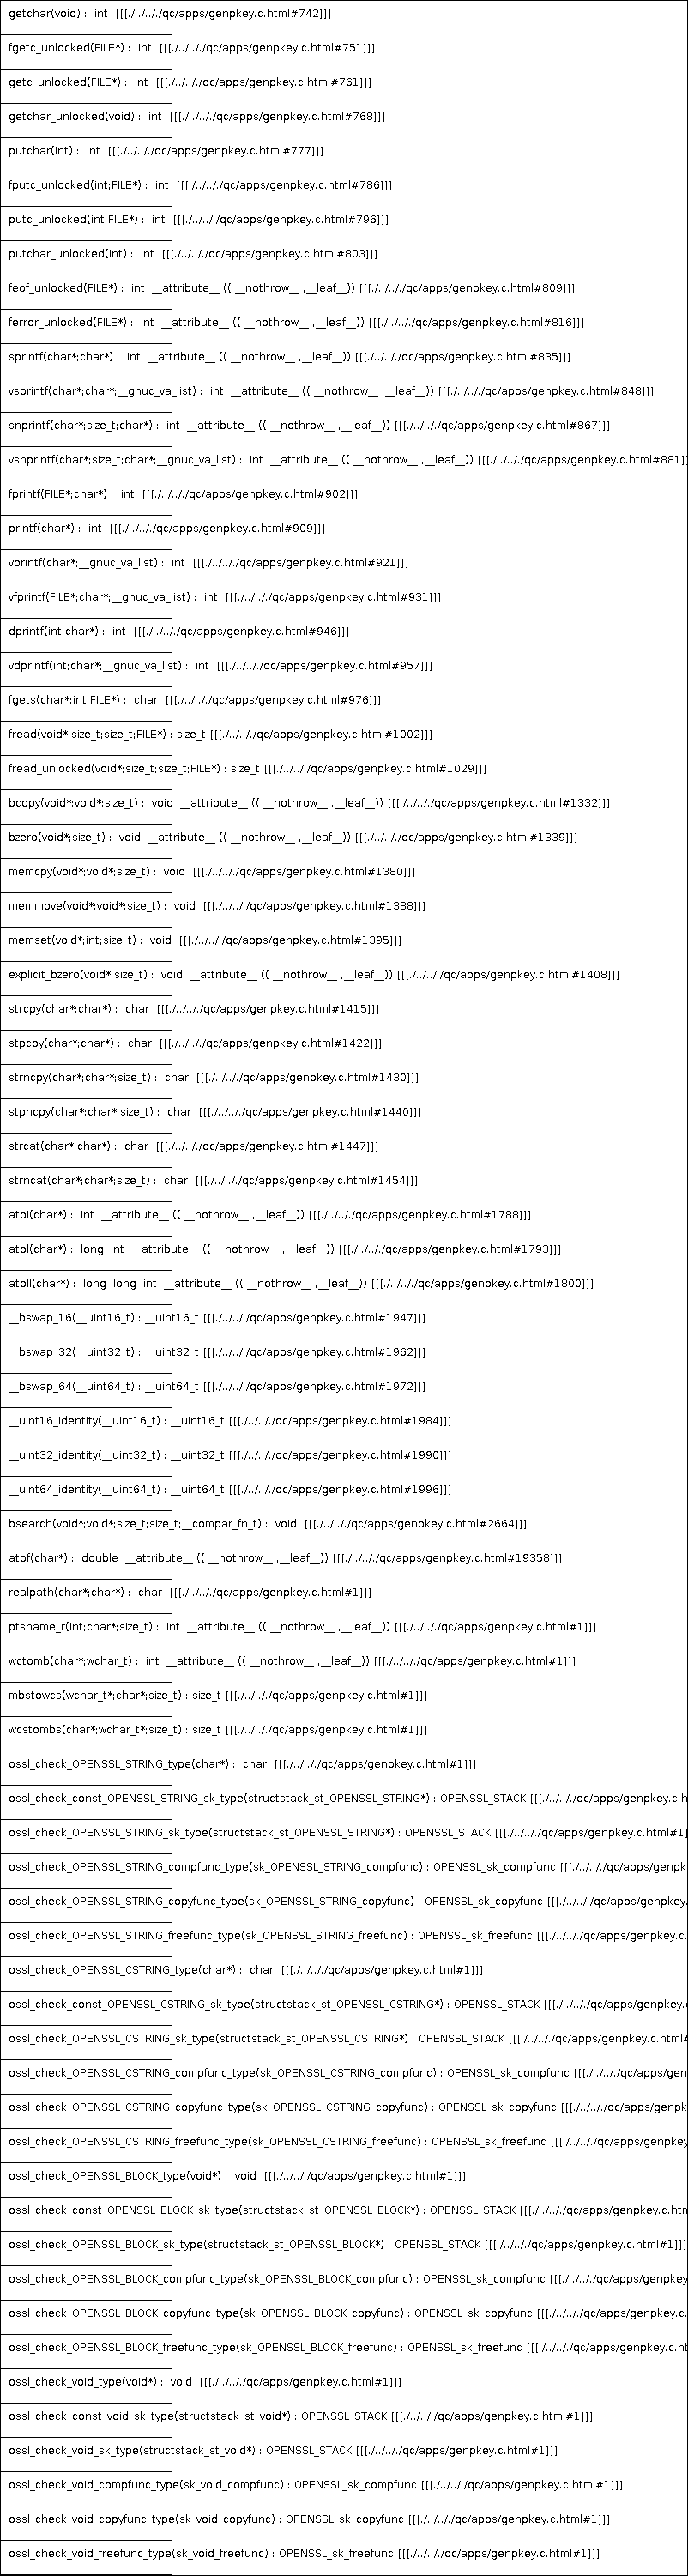 getchar(void) : int [[[./../.././qc/apps/genpkey.c.html#742]]]
fgetc_unlocked(FILE*) : int [[[./../.././qc/apps/genpkey.c.html#751]]]
getc_unlocked(FILE*) : int [[[./../.././qc/apps/genpkey.c.html#761]]]
getchar_unlocked(void) : int [[[./../.././qc/apps/genpkey.c.html#768]]]
putchar(int) : int [[[./../.././qc/apps/genpkey.c.html#777]]]
fputc_unlocked(int;FILE*) : int [[[./../.././qc/apps/genpkey.c.html#786]]]
putc_unlocked(int;FILE*) : int [[[./../.././qc/apps/genpkey.c.html#796]]]
putchar_unlocked(int) : int [[[./../.././qc/apps/genpkey.c.html#803]]]
feof_unlocked(FILE*) : int __attribute__ (( __nothrow__ ,__leaf__)) [[[./../.././qc/apps/genpkey.c.html#809]]]
ferror_unlocked(FILE*) : int __attribute__ (( __nothrow__ ,__leaf__)) [[[./../.././qc/apps/genpkey.c.html#816]]]
sprintf(char*;char*) : int __attribute__ (( __nothrow__ ,__leaf__)) [[[./../.././qc/apps/genpkey.c.html#835]]]
vsprintf(char*;char*;__gnuc_va_list) : int __attribute__ (( __nothrow__ ,__leaf__)) [[[./../.././qc/apps/genpkey.c.html#848]]]
snprintf(char*;size_t;char*) : int __attribute__ (( __nothrow__ ,__leaf__)) [[[./../.././qc/apps/genpkey.c.html#867]]]
vsnprintf(char*;size_t;char*;__gnuc_va_list) : int __attribute__ (( __nothrow__ ,__leaf__)) [[[./../.././qc/apps/genpkey.c.html#881]]
fprintf(FILE*;char*) : int [[[./../.././qc/apps/genpkey.c.html#902]]]
printf(char*) : int [[[./../.././qc/apps/genpkey.c.html#909]]]
vprintf(char*;__gnuc_va_list) : int [[[./../.././qc/apps/genpkey.c.html#921]]]
vfprintf(FILE*;char*;__gnuc_va_list) : int [[[./../.././qc/apps/genpkey.c.html#931]]]
dprintf(int;char*) : int [[[./../.././qc/apps/genpkey.c.html#946]]]
vdprintf(int;char*;__gnuc_va_list) : int [[[./../.././qc/apps/genpkey.c.html#957]]]
fgets(char*;int;FILE*) : char [[[./../.././qc/apps/genpkey.c.html#976]]]
fread(void*;size_t;size_t;FILE*) : size_t [[[./../.././qc/apps/genpkey.c.html#1002]]]
fread_unlocked(void*;size_t;size_t;FILE*) : size_t [[[./../.././qc/apps/genpkey.c.html#1029]]]
bcopy(void*;void*;size_t) : void __attribute__ (( __nothrow__ ,__leaf__)) [[[./../.././qc/apps/genpkey.c.html#1332]]]
bzero(void*;size_t) : void __attribute__ (( __nothrow__ ,__leaf__)) [[[./../.././qc/apps/genpkey.c.html#1339]]]
memcpy(void*;void*;size_t) : void [[[./../.././qc/apps/genpkey.c.html#1380]]]
memmove(void*;void*;size_t) : void [[[./../.././qc/apps/genpkey.c.html#1388]]]
memset(void*;int;size_t) : void [[[./../.././qc/apps/genpkey.c.html#1395]]]
explicit_bzero(void*;size_t) : void __attribute__ (( __nothrow__ ,__leaf__)) [[[./../.././qc/apps/genpkey.c.html#1408]]]
strcpy(char*;char*) : char [[[./../.././qc/apps/genpkey.c.html#1415]]]
stpcpy(char*;char*) : char [[[./../.././qc/apps/genpkey.c.html#1422]]]
strncpy(char*;char*;size_t) : char [[[./../.././qc/apps/genpkey.c.html#1430]]]
stpncpy(char*;char*;size_t) : char [[[./../.././qc/apps/genpkey.c.html#1440]]]
strcat(char*;char*) : char [[[./../.././qc/apps/genpkey.c.html#1447]]]
strncat(char*;char*;size_t) : char [[[./../.././qc/apps/genpkey.c.html#1454]]]
atoi(char*) : int __attribute__ (( __nothrow__ ,__leaf__)) [[[./../.././qc/apps/genpkey.c.html#1788]]]
atol(char*) : long int __attribute__ (( __nothrow__ ,__leaf__)) [[[./../.././qc/apps/genpkey.c.html#1793]]]
atoll(char*) : long long int __attribute__ (( __nothrow__ ,__leaf__)) [[[./../.././qc/apps/genpkey.c.html#1800]]]
__bswap_16(__uint16_t) : __uint16_t [[[./../.././qc/apps/genpkey.c.html#1947]]]
__bswap_32(__uint32_t) : __uint32_t [[[./../.././qc/apps/genpkey.c.html#1962]]]
__bswap_64(__uint64_t) : __uint64_t [[[./../.././qc/apps/genpkey.c.html#1972]]]
__uint16_identity(__uint16_t) : __uint16_t [[[./../.././qc/apps/genpkey.c.html#1984]]]
__uint32_identity(__uint32_t) : __uint32_t [[[./../.././qc/apps/genpkey.c.html#1990]]]
__uint64_identity(__uint64_t) : __uint64_t [[[./../.././qc/apps/genpkey.c.html#1996]]]
bsearch(void*;void*;size_t;size_t;__compar_fn_t) : void [[[./../.././qc/apps/genpkey.c.html#2664]]]
atof(char*) : double __attribute__ (( __nothrow__ ,__leaf__)) [[[./../.././qc/apps/genpkey.c.html#19358]]]
realpath(char*;char*) : char [[[./../.././qc/apps/genpkey.c.html#1]]]
ptsname_r(int;char*;size_t) : int __attribute__ (( __nothrow__ ,__leaf__)) [[[./../.././qc/apps/genpkey.c.html#1]]]
wctomb(char*;wchar_t) : int __attribute__ (( __nothrow__ ,__leaf__)) [[[./../.././qc/apps/genpkey.c.html#1]]]
mbstowcs(wchar_t*;char*;size_t) : size_t [[[./../.././qc/apps/genpkey.c.html#1]]]
wcstombs(char*;wchar_t*;size_t) : size_t [[[./../.././qc/apps/genpkey.c.html#1]]]
ossl_check_OPENSSL_STRING_type(char*) : char [[[./../.././qc/apps/genpkey.c.html#1]]]
ossl_check_const_OPENSSL_STRING_sk_type(structstack_st_OPENSSL_STRING*) : OPENSSL_STACK [[[./../.././qc/apps/genpkey.c.h
ossl_check_OPENSSL_STRING_sk_type(structstack_st_OPENSSL_STRING*) : OPENSSL_STACK [[[./../.././qc/apps/genpkey.c.html#1]
ossl_check_OPENSSL_STRING_compfunc_type(sk_OPENSSL_STRING_compfunc) : OPENSSL_sk_compfunc [[[./../.././qc/apps/genpk
ossl_check_OPENSSL_STRING_copyfunc_type(sk_OPENSSL_STRING_copyfunc) : OPENSSL_sk_copyfunc [[[./../.././qc/apps/genpkey.
ossl_check_OPENSSL_STRING_freefunc_type(sk_OPENSSL_STRING_freefunc) : OPENSSL_sk_freefunc [[[./../.././qc/apps/genpkey.c.
ossl_check_OPENSSL_CSTRING_type(char*) : char [[[./../.././qc/apps/genpkey.c.html#1]]]
ossl_check_const_OPENSSL_CSTRING_sk_type(structstack_st_OPENSSL_CSTRING*) : OPENSSL_STACK [[[./../.././qc/apps/genpkey.c
ossl_check_OPENSSL_CSTRING_sk_type(structstack_st_OPENSSL_CSTRING*) : OPENSSL_STACK [[[./../.././qc/apps/genpkey.c.html#
ossl_check_OPENSSL_CSTRING_compfunc_type(sk_OPENSSL_CSTRING_compfunc) : OPENSSL_sk_compfunc [[[./../.././qc/apps/gen
ossl_check_OPENSSL_CSTRING_copyfunc_type(sk_OPENSSL_CSTRING_copyfunc) : OPENSSL_sk_copyfunc [[[./../.././qc/apps/genpk
ossl_check_OPENSSL_CSTRING_freefunc_type(sk_OPENSSL_CSTRING_freefunc) : OPENSSL_sk_freefunc [[[./../.././qc/apps/genpkey
ossl_check_OPENSSL_BLOCK_type(void*) : void [[[./../.././qc/apps/genpkey.c.html#1]]]
ossl_check_const_OPENSSL_BLOCK_sk_type(structstack_st_OPENSSL_BLOCK*) : OPENSSL_STACK [[[./../.././qc/apps/genpkey.c.htm
ossl_check_OPENSSL_BLOCK_sk_type(structstack_st_OPENSSL_BLOCK*) : OPENSSL_STACK [[[./../.././qc/apps/genpkey.c.html#1]]]
ossl_check_OPENSSL_BLOCK_compfunc_type(sk_OPENSSL_BLOCK_compfunc) : OPENSSL_sk_compfunc [[[./../.././qc/apps/genpkey
ossl_check_OPENSSL_BLOCK_copyfunc_type(sk_OPENSSL_BLOCK_copyfunc) : OPENSSL_sk_copyfunc [[[./../.././qc/apps/genpkey.c.
ossl_check_OPENSSL_BLOCK_freefunc_type(sk_OPENSSL_BLOCK_freefunc) : OPENSSL_sk_freefunc [[[./../.././qc/apps/genpkey.c.ht
ossl_check_void_type(void*) : void [[[./../.././qc/apps/genpkey.c.html#1]]]
ossl_check_const_void_sk_type(structstack_st_void*) : OPENSSL_STACK [[[./../.././qc/apps/genpkey.c.html#1]]]
ossl_check_void_sk_type(structstack_st_void*) : OPENSSL_STACK [[[./../.././qc/apps/genpkey.c.html#1]]]
ossl_check_void_compfunc_type(sk_void_compfunc) : OPENSSL_sk_compfunc [[[./../.././qc/apps/genpkey.c.html#1]]]
ossl_check_void_copyfunc_type(sk_void_copyfunc) : OPENSSL_sk_copyfunc [[[./../.././qc/apps/genpkey.c.html#1]]]
ossl_check_void_freefunc_type(sk_void_freefunc) : OPENSSL_sk_freefunc [[[./../.././qc/apps/genpkey.c.html#1]]]